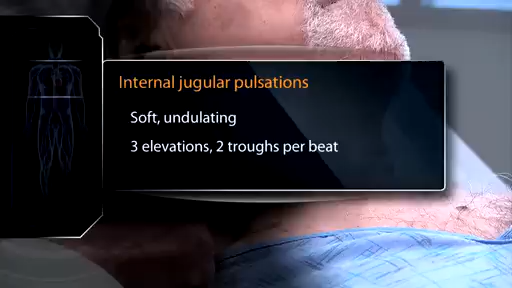 Internal jugular pulsations
Soft, undulating
3 elevations, 2 troughs per beat